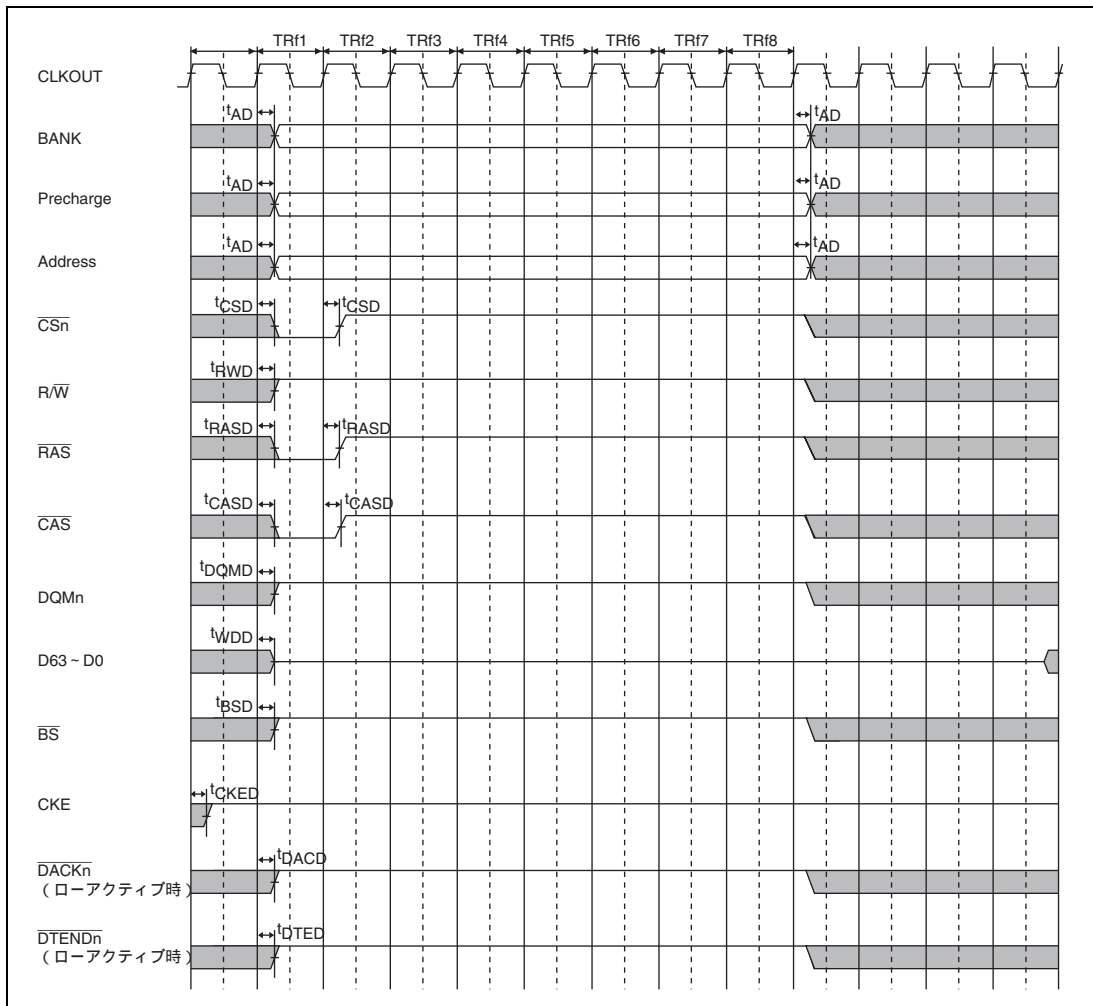 TRf1 TRf2 TRf3 TRf4 TRf5 TRf6 TRf7 TRf8
CLKOUT
tAD tAD
BANK
tAD tAD
Precharge
tAD tAD
Address
tCSD tCSD
CSn
tRWD
R/W
tRASD tRASD
RAS
tCASD tCASD
CAS
tDQMD
DQMn
tWDD
D63 ~ D0
tBSD
BS
tCKED
CKE
tDACD
DACKn
(ローアクティブ時)
tDTED
DTENDn
(ローアクティブ時)